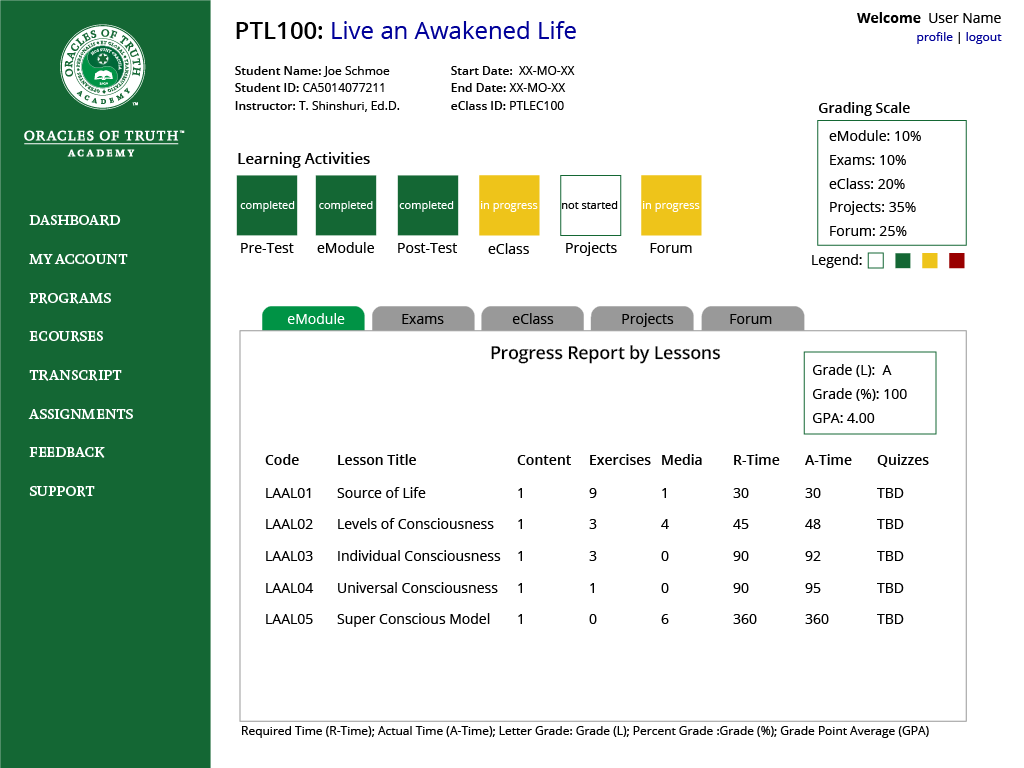 ORACLES OF TRUTH
ACADEMY
ORACLES OF TRUTH™
ACADEMY
DASHBOARD
MY ACCOUNT
PROGRAMS
ECOURSES
TRANSCRIPT
ASSIGNMENTS
FEEDBACK
SUPPORT
PTL100: Live an Awakened Life
Welcome User Name
profile | logout
Student Name: Joe Schmoe
Student ID: CA5014077211
Instructor: T. Shinshuri, Ed.D.
Start Date: XX-MO-XX
End Date: XX-MO-XX
eClass ID: PTLEC100
Grading Scale
eModule: 10%
Exams: 10%
eClass: 20%
Projects: 35%
Forum: 25%
Legend:
Learning Activities
completed completed completed in progress not started in progress
Pre-Test eModule Post-Test eClass Projects Forum
eModule Exams eClass Projects Forum
Progress Report by Lessons
Grade (L): A
Grade (%): 100
GPA: 4.00
Code Lesson Title Content Exercises Media R-Time A-Time Quizzes
LAAL01 Source of Life 1 9 1 30 30 TBD
LAAL02 Levels of Consciousness 1 3 4 45 48 TBD
LAAL03 Individual Consciousness 1 3 0 90 92 TBD
LAAL04 Universal Consciousness 1 1 0 90 95 TBD
LAAL05 Super Conscious Model 1 0 6 360 360 TBD
Required Time (R-Time); Actual Time (A-Time); Letter Grade: Grade (L); Percent Grade :Grade (%); Grade Point Average (GPA)